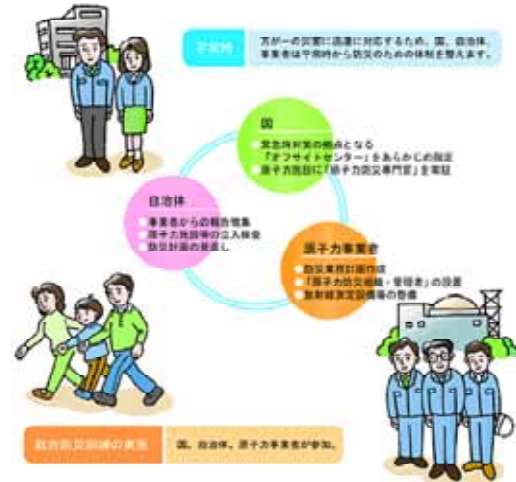 平常時
万が一の災害に迅速に対応するため、国、自治体、
事業者は平常時から防災のための体制を整えます。
国
緊急時対策の拠点となる
「オフサイトセンター」をあらかじめ指定
原子力施設に「原子力防災専門官」を常駐
自治体
事業者からの報告徴集
原子力施設等の立入検査
防災計画の見直し
原子力事業者
防災業務計画作成
「原子力防災組織・管理者」の設置
放射線測定設備等の整備
総合防災訓練の実施
国、自治体、原子力事業者が参加。